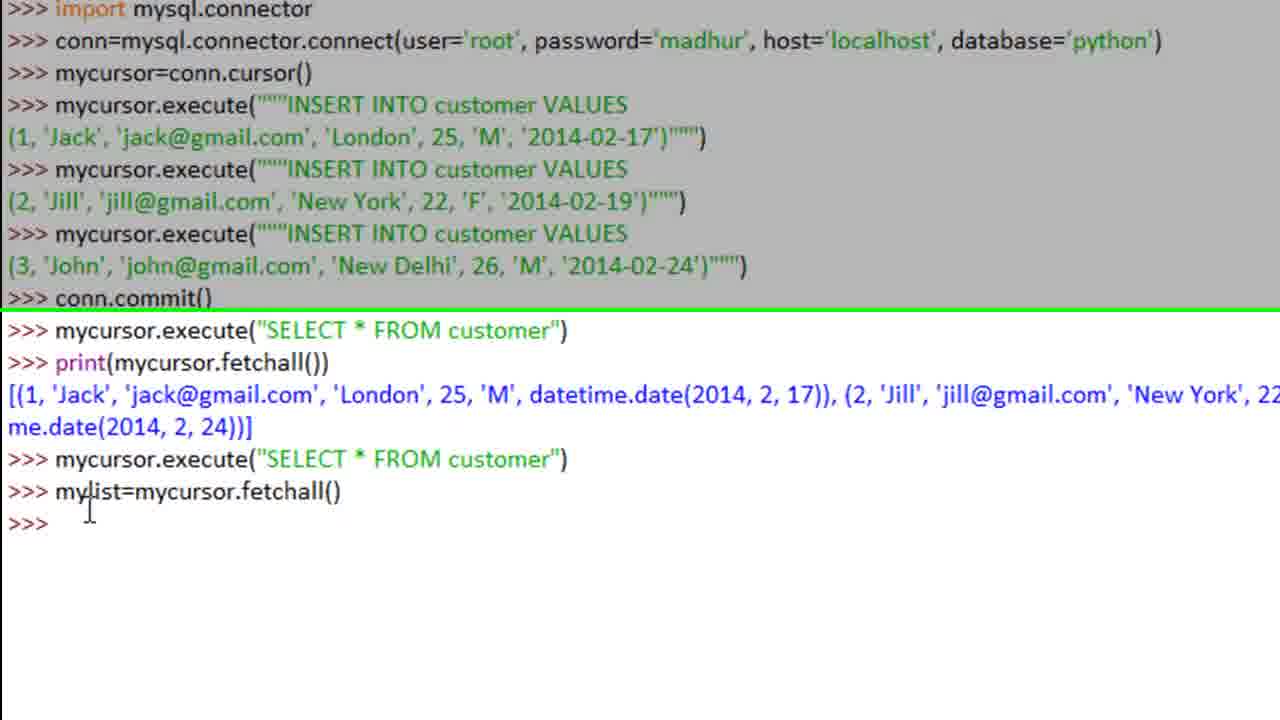 >>> import mysql.connector
>>> conn=mysql.connector.connect(user='root', password='madhur', host='localhost', database='python')
>>> mycursor=conn.cursor()
>>> mycursor.execute("""INSERT INTO customer VALUES
(1, 'Jack', 'jack@gmail.com', 'London', 25, 'M', '2014-02-17')""")
>>> mycursor.execute("""INSERT INTO customer VALUES
(2, 'Jill', 'jill@gmail.com', 'New York', 22, 'F', '2014-02-19')""")
>>> mycursor.execute("""INSERT INTO customer VALUES
(3, 'John', 'john@gmail.com', 'New Delhi', 26, 'M', '2014-02-24')""")
>>> conn.commit()
>>> mycursor.execute("SELECT * FROM customer")
>>> print(mycursor.fetchall())
[(1, 'Jack', 'jack@gmail.com', 'London', 25, 'M', datetime.date(2014, 2, 17)), (2, 'Jill', 'jill@gmail.com', 'New York', 22
me.date(2014, 2, 24))]
>>> mycursor.execute("SELECT * FROM customer")
>>> mylist=mycursor.fetchall()
>>>